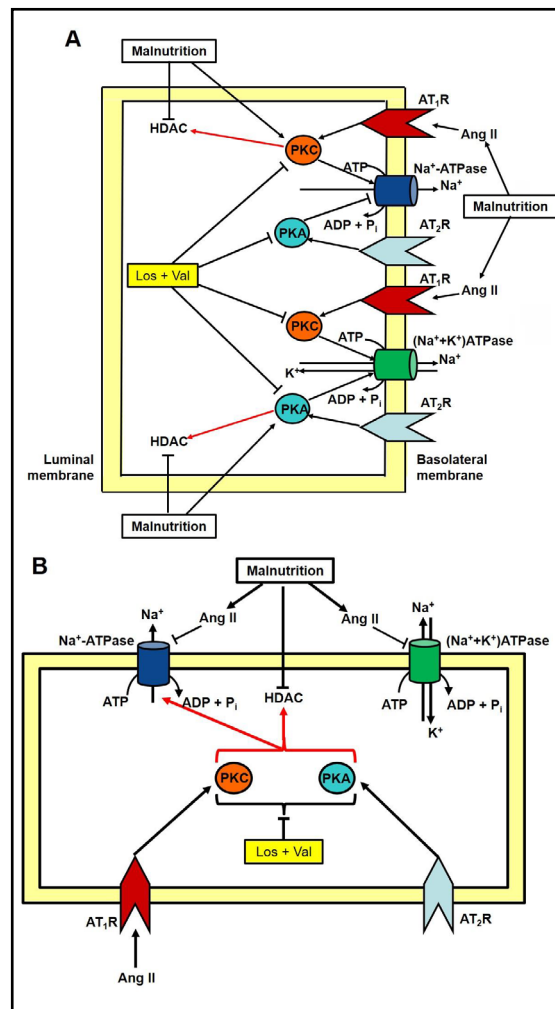 A
Malnutrition
HDAC
PKC
AT₁R
Ang II
ATP
Na⁺-ATPase
Na⁺
ADP + Pᵢ
Malnutrition
PKA
AT₂R
Los + Val
AT₁R
Ang II
PKC
ATP
(Na⁺+K⁺)ATPase
Na⁺
K⁺
ADP + Pᵢ
PKA
AT₂R
HDAC
Luminal
membrane
Basolateral
membrane
Malnutrition
B
Malnutrition
Na⁺
Ang II
Ang II
Na⁺
Na⁺-ATPase
(Na⁺+K⁺)ATPase
ATP
ADP + Pᵢ
HDAC
ATP
ADP + Pᵢ
K⁺
PKC
PKA
Los + Val
AT₁R
AT₂R
Ang II